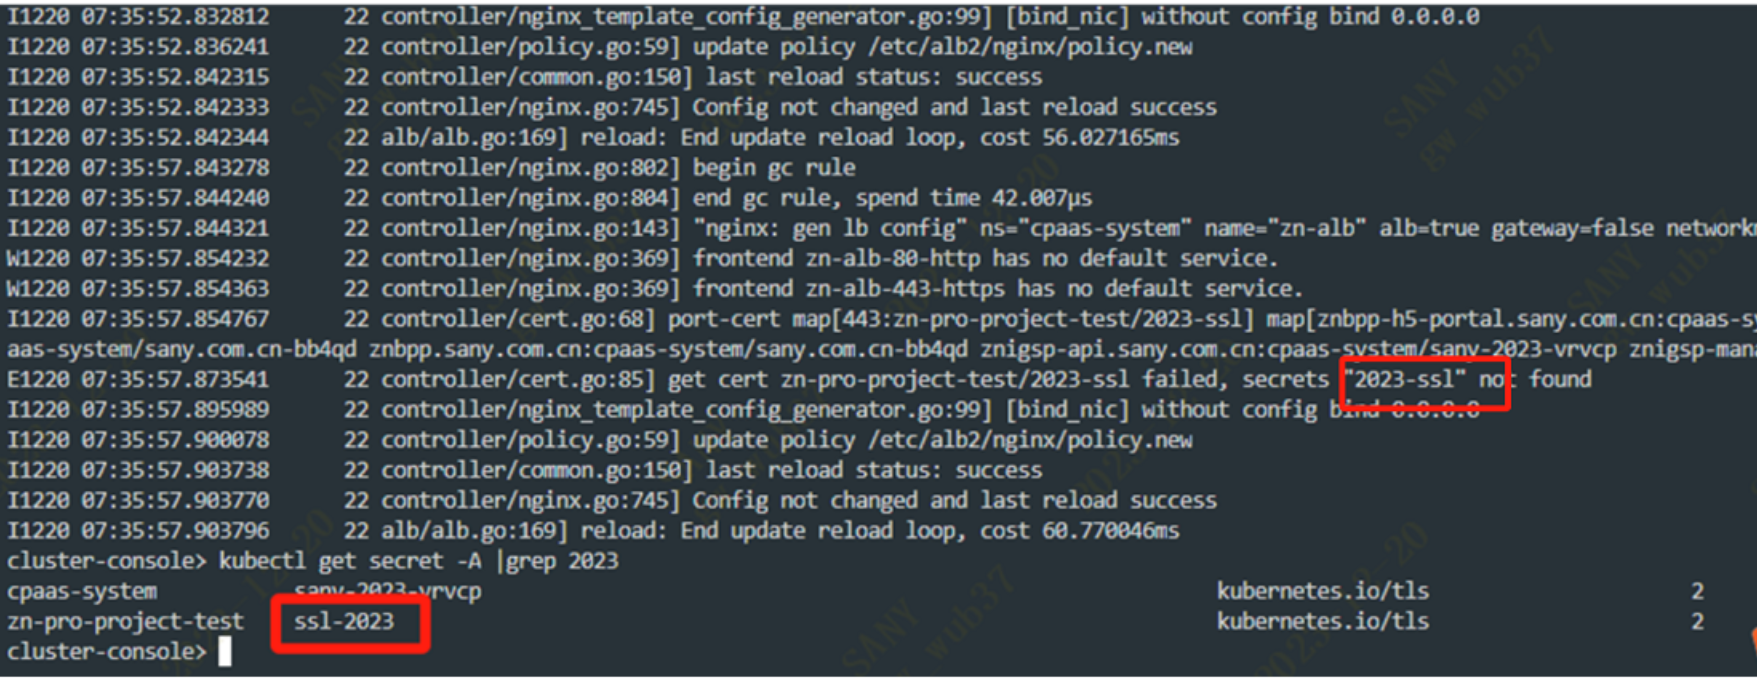 I1220 07:35:52.832812      22 controller/nginx_template_config_generator.go:99] [bind_nic] without config bind 0.0.0.0
I1220 07:35:52.836241      22 controller/policy.go:59] update policy /etc/alb2/nginx/policy.new
I1220 07:35:52.842315      22 controller/common.go:150] last reload status: success
I1220 07:35:52.842333      22 controller/nginx.go:745] Config not changed and last reload success
I1220 07:35:52.842344      22 alb/alb.go:169] reload: End update reload loop, cost 56.027165ms
I1220 07:35:57.843278      22 controller/nginx.go:802] begin gc rule
I1220 07:35:57.844240      22 controller/nginx.go:804] end gc rule, spend time 42.007µs
I1220 07:35:57.844321      22 controller/nginx.go:143] "nginx: gen lb config" ns="cpaas-system" name="zn-alb" alb=true gateway=false network
W1220 07:35:57.854232      22 controller/nginx.go:369] frontend zn-alb-80-http has no default service.
W1220 07:35:57.854363      22 controller/nginx.go:369] frontend zn-alb-443-https has no default service.
I1220 07:35:57.854767      22 controller/cert.go:68] port-cert map[443:zn-pro-project-test/2023-ssl] map[znbpp-h5-portal.sany.com.cn:cpaas-sy
aas-system/sany.com.cn-bb4qd znbpp.sany.com.cn:cpaas-system/sany.com.cn-bb4qd znigsp-api.sany.com.cn:cpaas-system/sany-2023-vrvcp znigsp-mana
E1220 07:35:57.873541      22 controller/cert.go:85] get cert zn-pro-project-test/2023-ssl failed, secrets "2023-ssl" not found
I1220 07:35:57.895989      22 controller/nginx_template_config_generator.go:99] [bind_nic] without config bind 0.0.0.0
I1220 07:35:57.900078      22 controller/policy.go:59] update policy /etc/alb2/nginx/policy.new
I1220 07:35:57.903738      22 controller/common.go:150] last reload status: success
I1220 07:35:57.903770      22 controller/nginx.go:745] Config not changed and last reload success
I1220 07:35:57.903796      22 alb/alb.go:169] reload: End update reload loop, cost 60.770046ms
cluster-console> kubectl get secret -A |grep 2023
cpaas-system           sany-2023-vrvcp           kubernetes.io/tls           2
zn-pro-project-test    ssl-2023           kubernetes.io/tls           2
cluster-console>